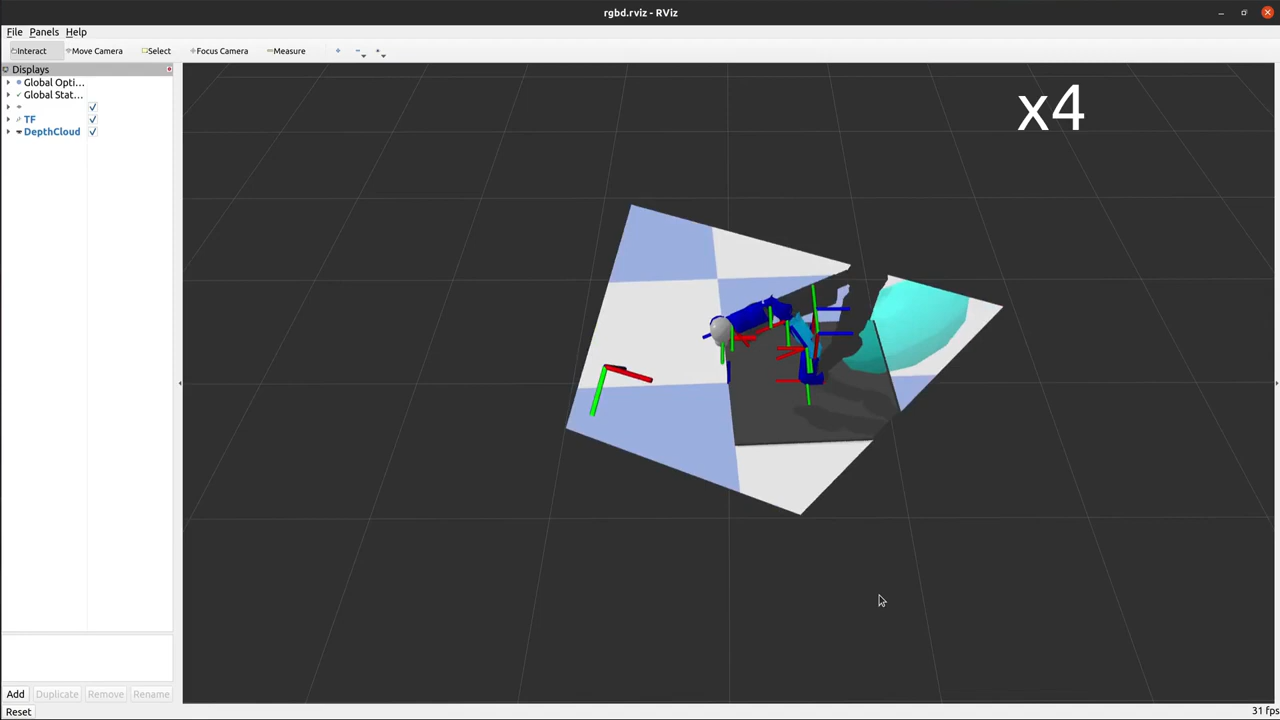 rgbd.rviz - RViz
File Panels Help
Interact Move Camera Select Focus Camera Measure
Displays
Global Opti...
Global Stat...
TF
DepthCloud
x4
Add Duplicate Remove Rename
Reset
31 fps